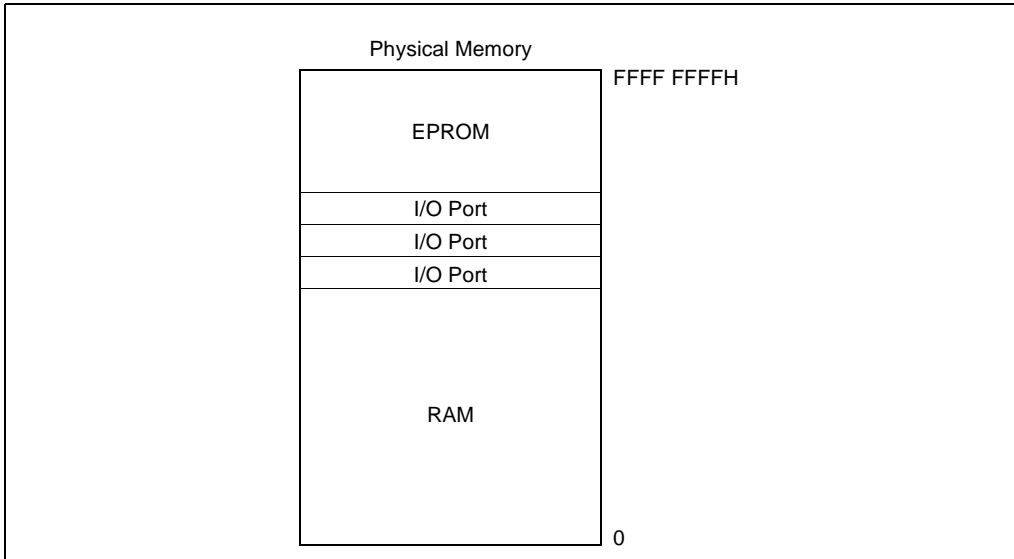 Physical Memory
FFFF FFFFH
EPROM
I/O Port
I/O Port
I/O Port
RAM
0